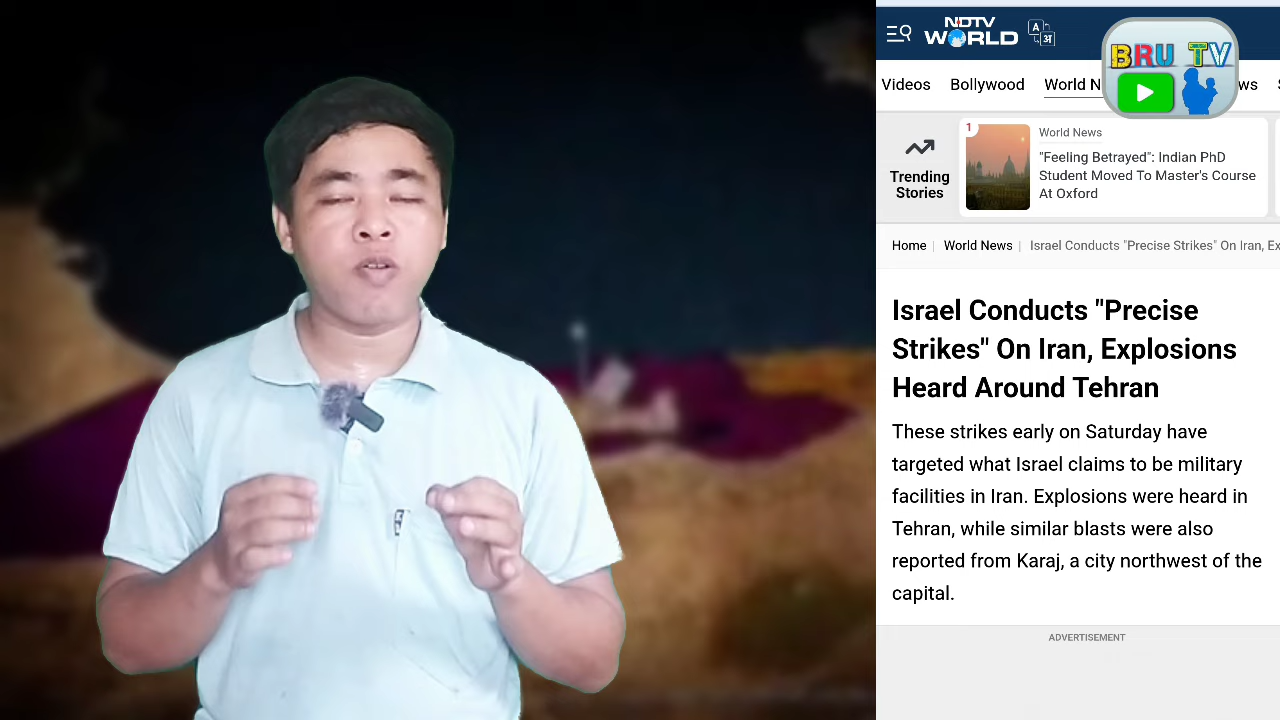 NDTV
WORLD
A
अ
BRU TV
Videos Bollywood World N ws
1
World News
"Feeling Betrayed": Indian PhD
Student Moved To Master's Course
At Oxford
Trending
Stories
Home World News Israel Conducts "Precise Strikes" On Iran, Ex
Israel Conducts "Precise
Strikes" On Iran, Explosions
Heard Around Tehran
These strikes early on Saturday have
targeted what Israel claims to be military
facilities in Iran. Explosions were heard in
Tehran, while similar blasts were also
reported from Karaj, a city northwest of the
capital.
ADVERTISEMENT